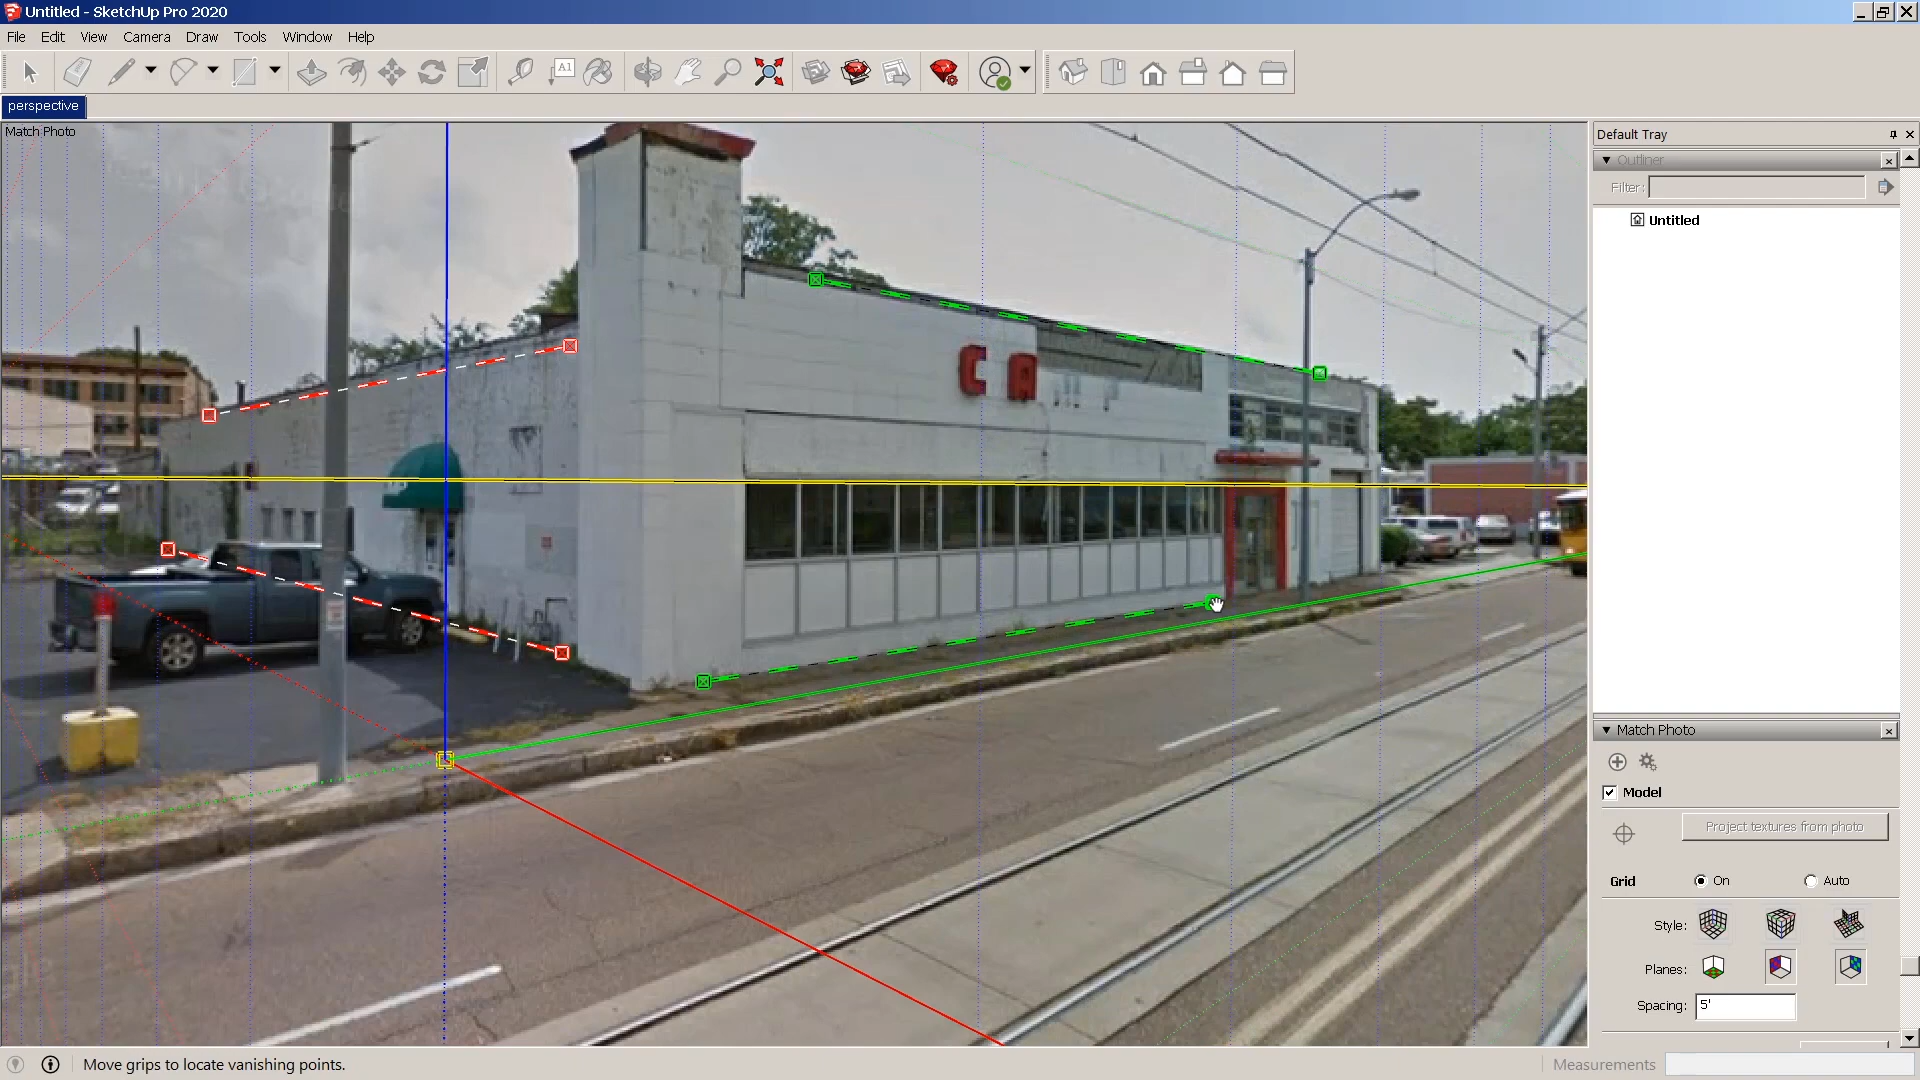 Untitled - SketchUp Pro 2020
File Edit View Camera Draw Tools Window Help
A1
perspective
Match Photo
Default Tray
Outliner
Filter:
Untitled
C A
Match Photo
Model
Project textures from photo
Grid On Auto
Style:
Planes:
Spacing: 5'
Move grips to locate vanishing points.
Measurements